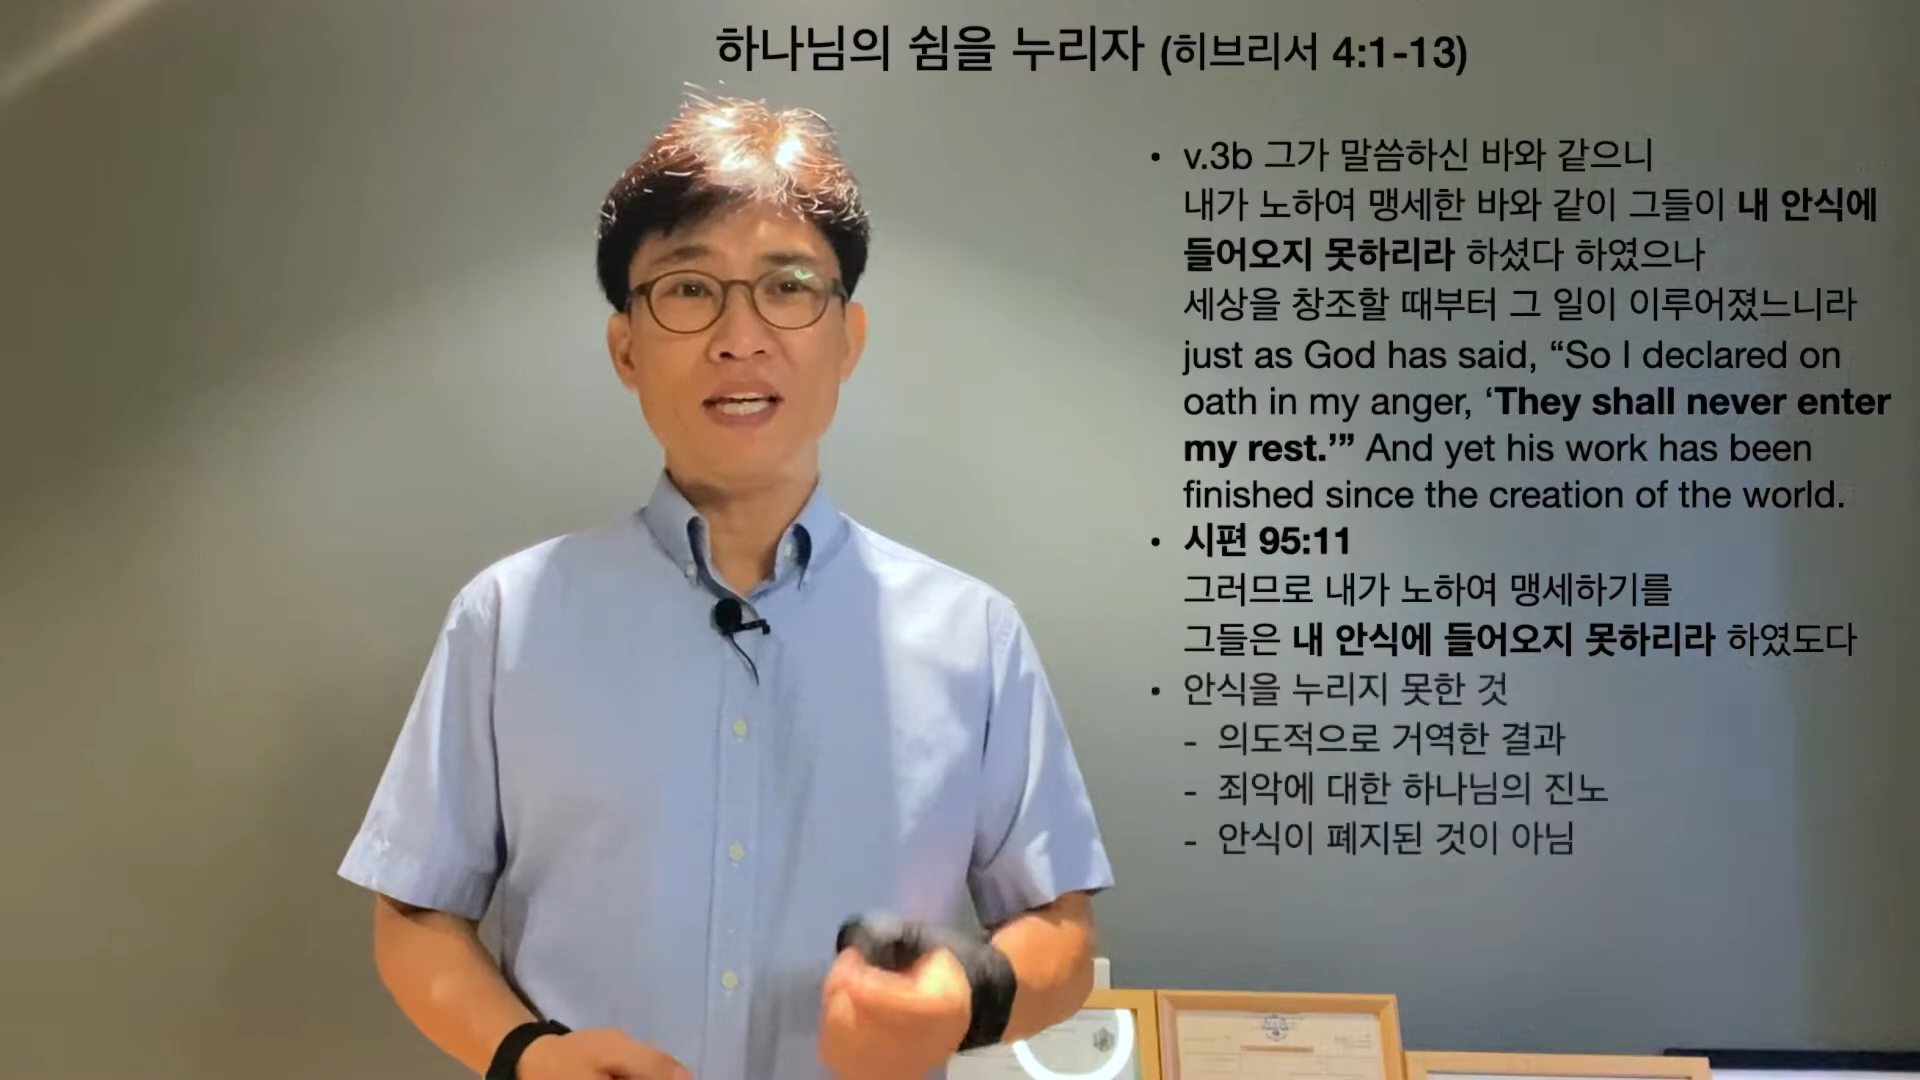 하나님의 쉼을 누리자 (히브리서 4:1-13)
• v.3b 그가 말씀하신 바와 같으니
내가 노하여 맹세한 바와 같이 그들이 내 안식에
들어오지 못하리라 하셨다 하였으나
세상을 창조할 때부터 그 일이 이루어졌느니라
just as God has said, “So I declared on
oath in my anger, ‘They shall never enter
my rest.’” And yet his work has been
finished since the creation of the world.
• 시편 95:11
그러므로 내가 노하여 맹세하기를
그들은 내 안식에 들어오지 못하리라 하였도다
• 안식을 누리지 못한 것
- 의도적으로 거역한 결과
- 죄악에 대한 하나님의 진노
- 안식이 폐지된 것이 아님